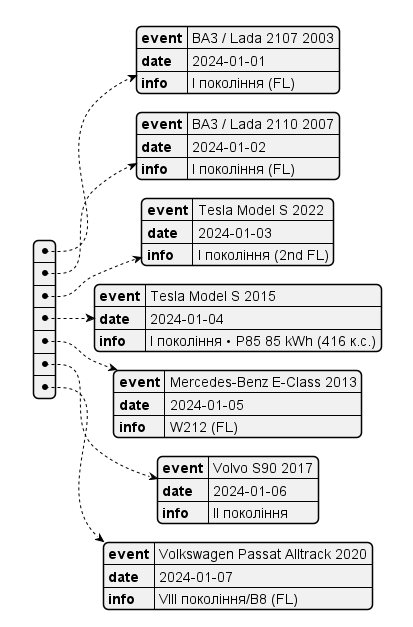 event ВАЗ / Lada 2107 2003
date 2024-01-01
info I покоління (FL)
event ВАЗ / Lada 2110 2007
date 2024-01-02
info I покоління (FL)
event Tesla Model S 2022
date 2024-01-03
info I покоління (2nd FL)
event Tesla Model S 2015
date 2024-01-04
info I покоління • P85 85 kWh (416 к.с.)
event Mercedes-Benz E-Class 2013
date 2024-01-05
info W212 (FL)
event Volvo S90 2017
date 2024-01-06
info II покоління
event Volkswagen Passat Alltrack 2020
date 2024-01-07
info VIII покоління/B8 (FL)